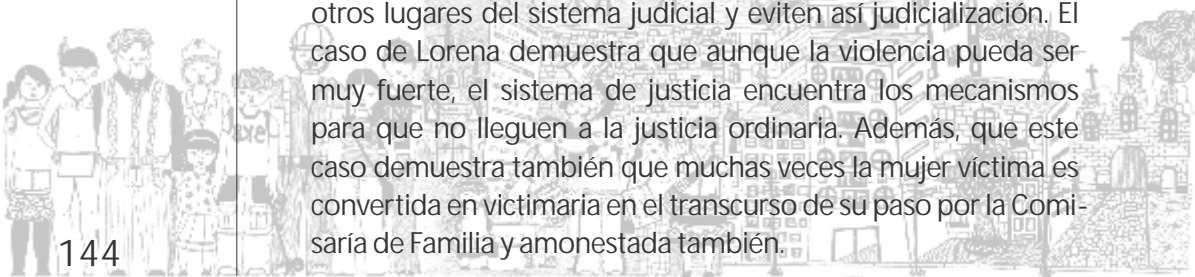 otros lugares del sistema judicial y eviten así judicialización. El
caso de Lorena demuestra que aunque la violencia pueda ser
muy fuerte, el sistema de justicia encuentra los mecanismos
para que no lleguen a la justicia ordinaria. Además, que este
caso demuestra también que muchas veces la mujer víctima es
convertida en victimaria en el transcurso de su paso por la Comi-
saría de Familia y amonestada también.
144